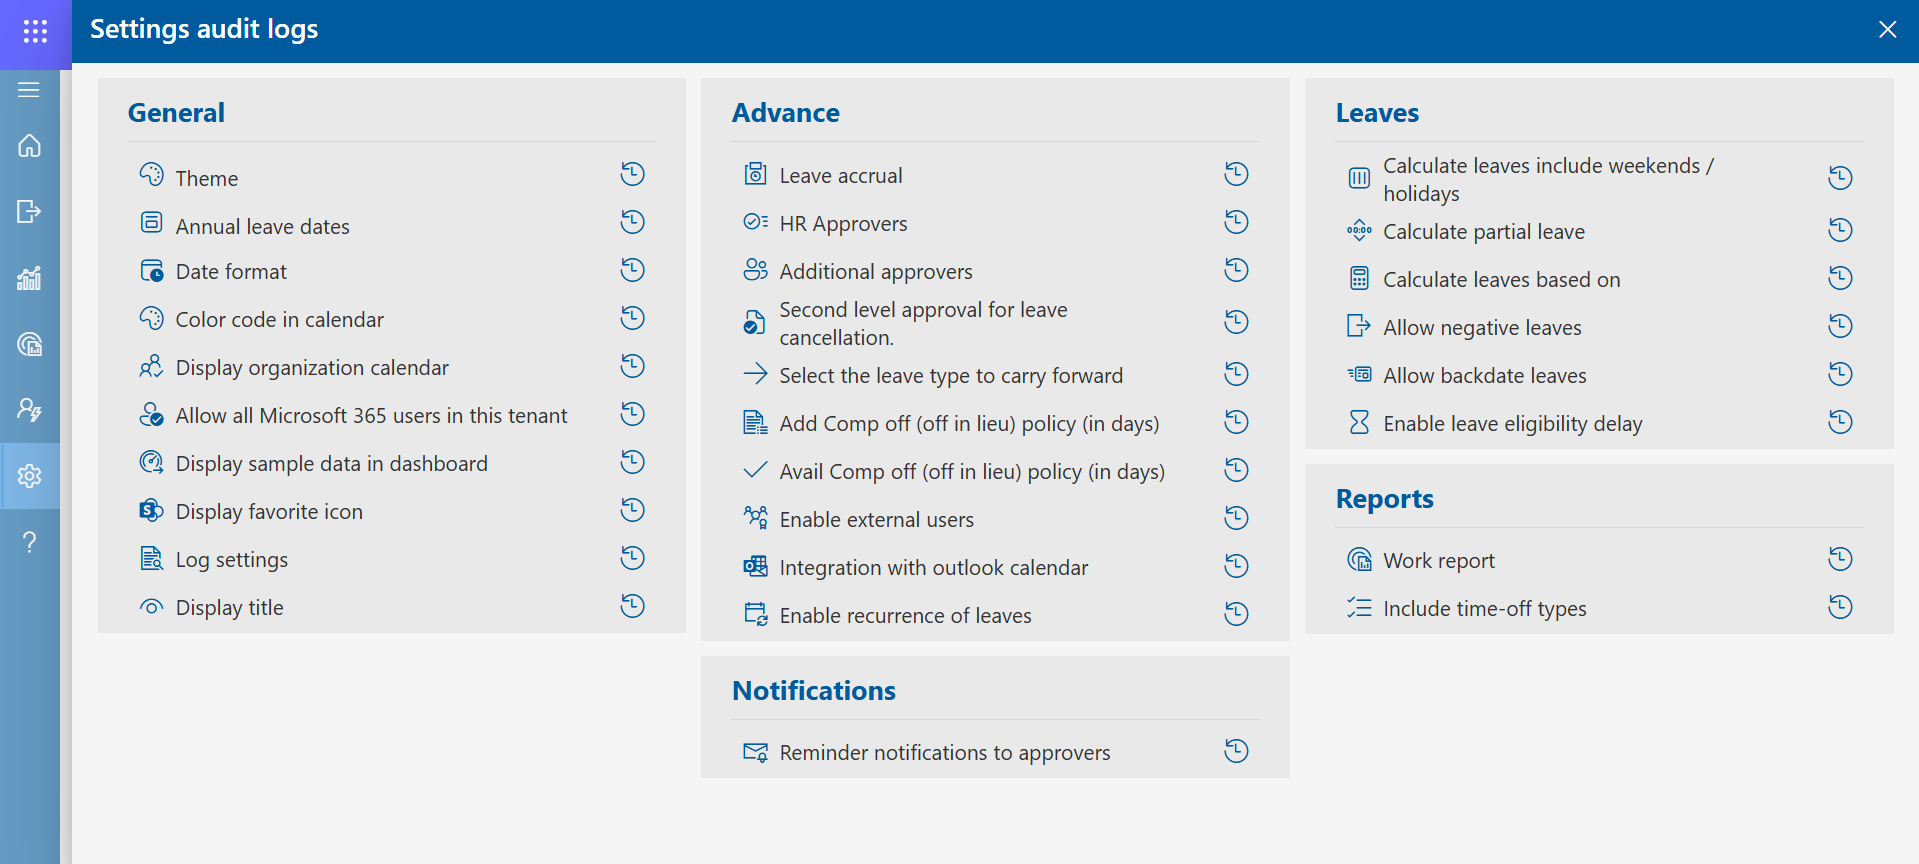 Settings audit logs
General
Theme
Annual leave dates
Date format
Color code in calendar
Display organization calendar
Allow all Microsoft 365 users in this tenant
Display sample data in dashboard
Display favorite icon
Log settings
Display title
Advance
Leave accrual
HR Approvers
Additional approvers
Second level approval for leave
cancellation.
Select the leave type to carry forward
Add Comp off (off in lieu) policy (in days)
Avail Comp off (off in lieu) policy (in days)
Enable external users
Integration with outlook calendar
Enable recurrence of leaves
Notifications
Reminder notifications to approvers
Leaves
Calculate leaves include weekends /
holidays
00:00
Calculate partial leave
Calculate leaves based on
Allow negative leaves
Allow backdate leaves
Enable leave eligibility delay
Reports
Work report
Include time-off types